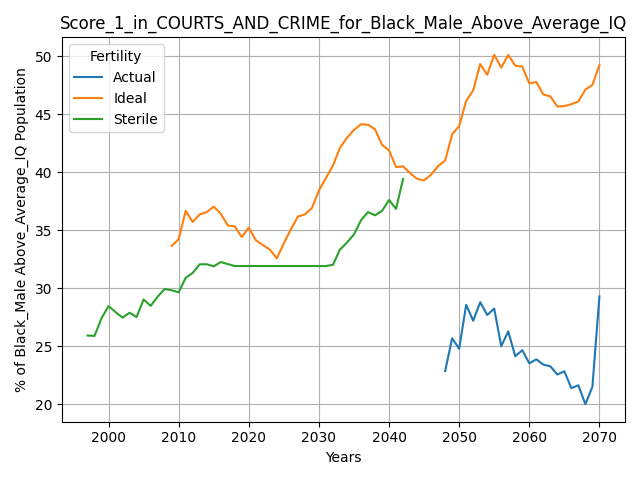 Score_1_in_COURTS_AND_CRIME_for_Black_Male_Above_Average_IQ
% of Black_Male Above_Average_IQ Population
50
45
40
35
30
25
20
Fertility
Actual
Ideal
Sterile
2000 2010 2020 2030 2040 2050 2060 2070
Years